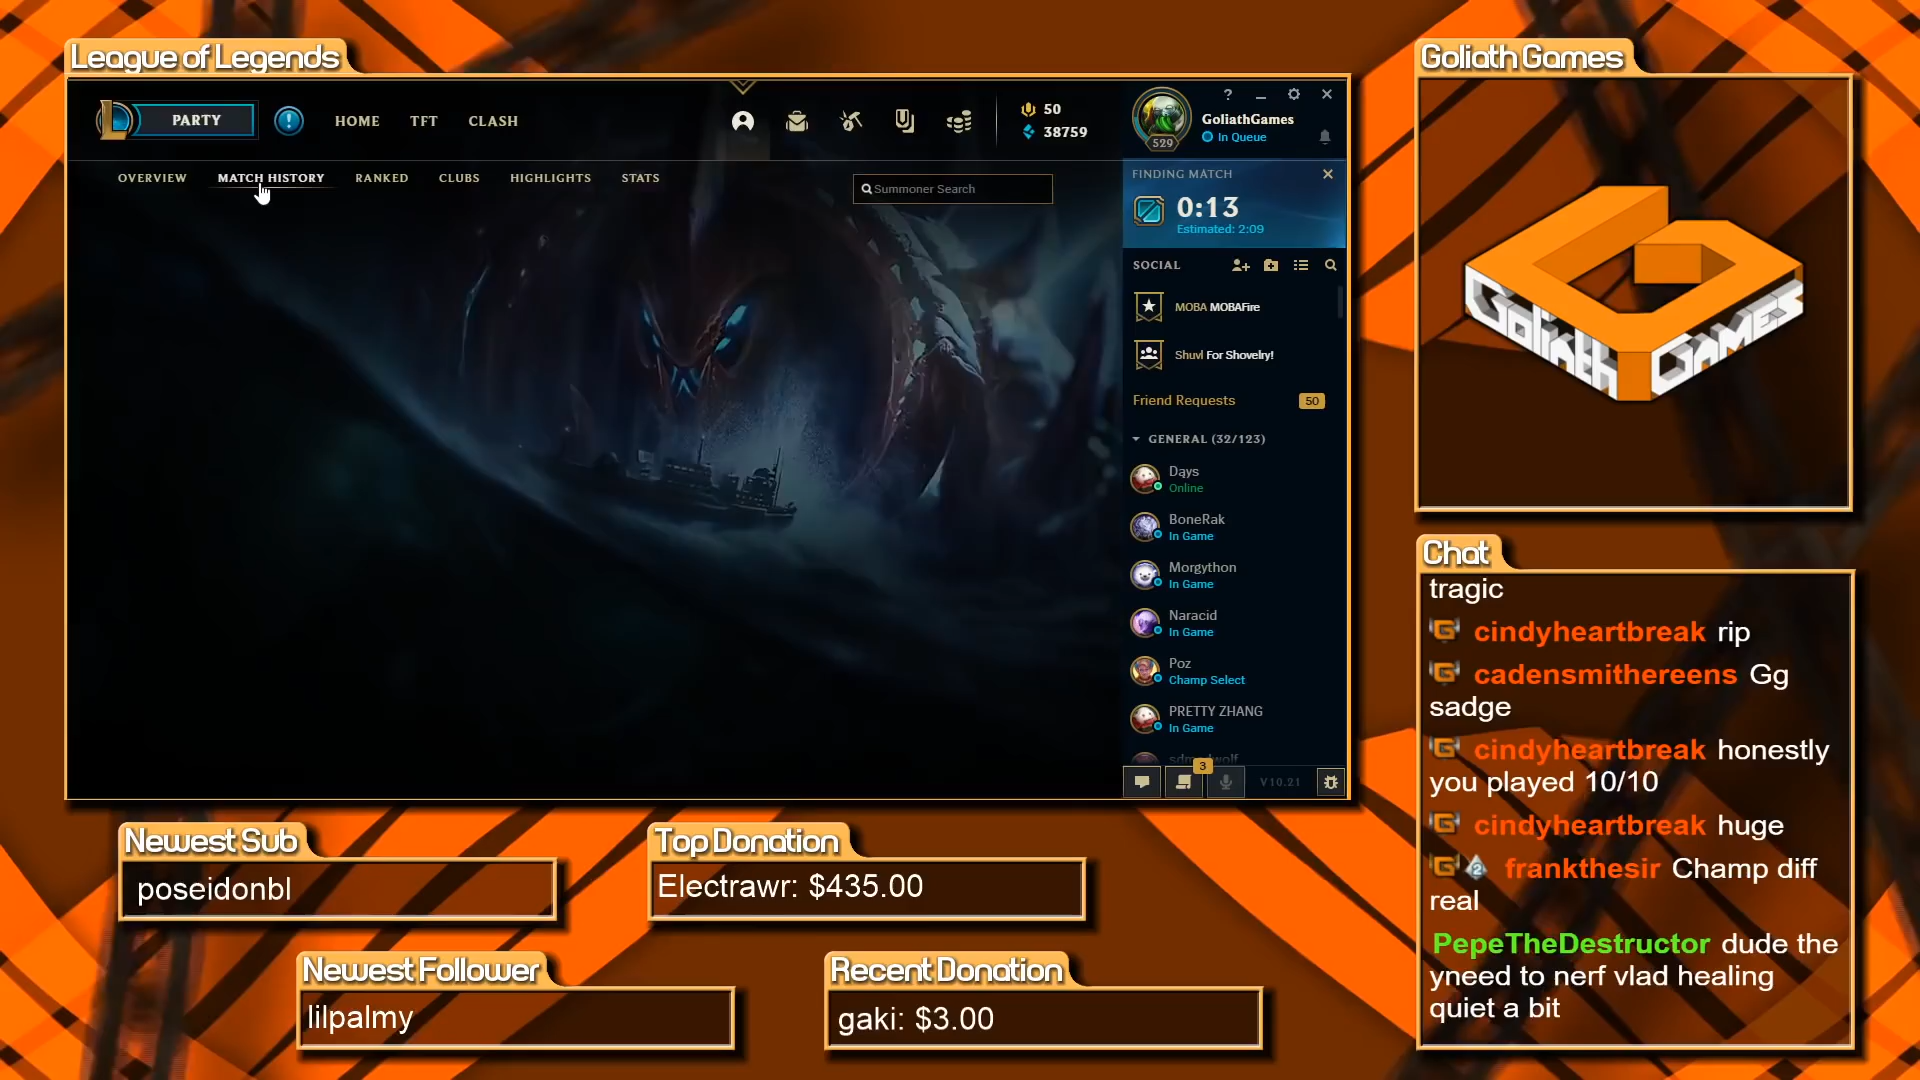 League of Legends
PARTY
HOME
TFT
CLASH
50
38759
529
GoliathGames
In Queue
OVERVIEW
MATCH HISTORY
RANKED
CLUBS
HIGHLIGHTS
STATS
Summoner Search
FINDING MATCH
0:13
Estimated: 2:09
SOCIAL
MOBA MOBAFire
Shuvl For Shovelry!
Friend Requests
50
GENERAL (32/123)
Dąys
Online
BoneRak
In Game
Morgython
In Game
Naracid
In Game
Poz
Champ Select
PRETTY ZHANG
In Game
3
V10.21
Goliath Games
Goliath
GAMES
Chat
tragic
cindyheartbreak rip
cadensmithereens Gg
sadge
cindyheartbreak honestly
you played 10/10
cindyheartbreak huge
2 frankthesir Champ diff
real
PepeTheDestructor dude the
yneed to nerf vlad healing
quiet a bit
Newest Sub
poseidonbl
Top Donation
Electrawr: $435.00
Newest Follower
lilpalmy
Recent Donation
gaki: $3.00